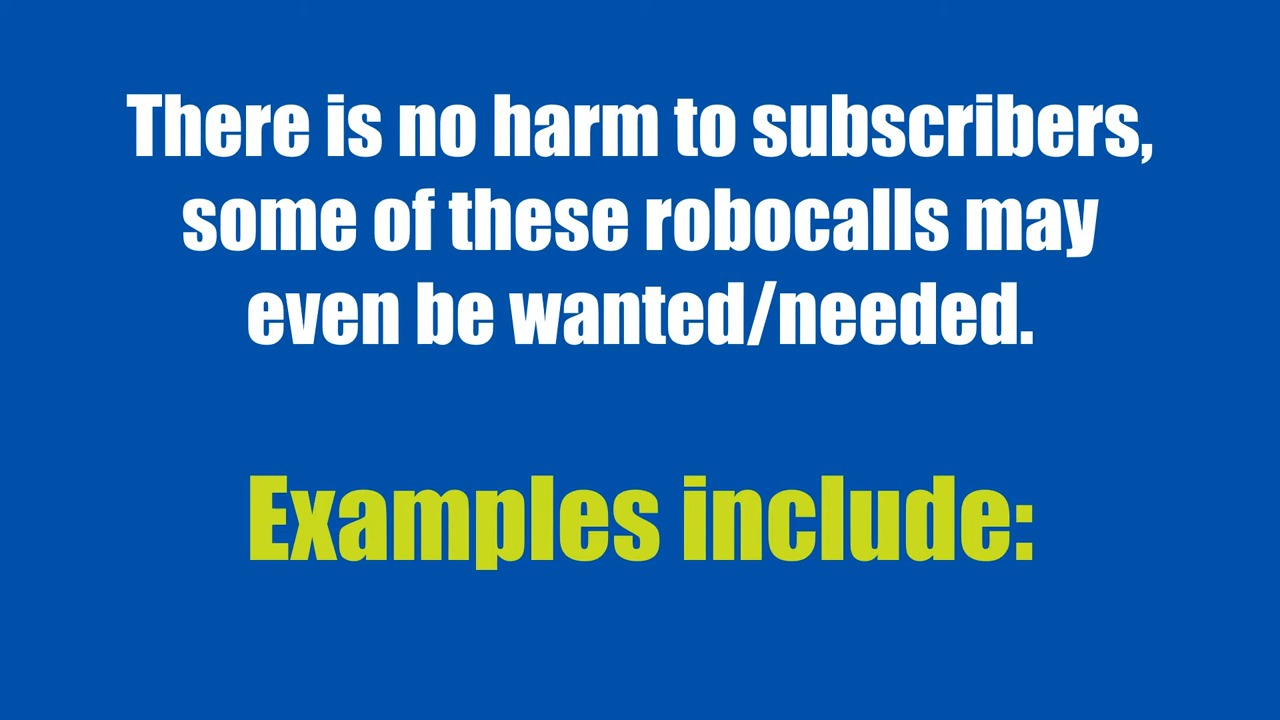 There is no harm to subscribers,
some of these robocalls may
even be wanted/needed.
Examples include: